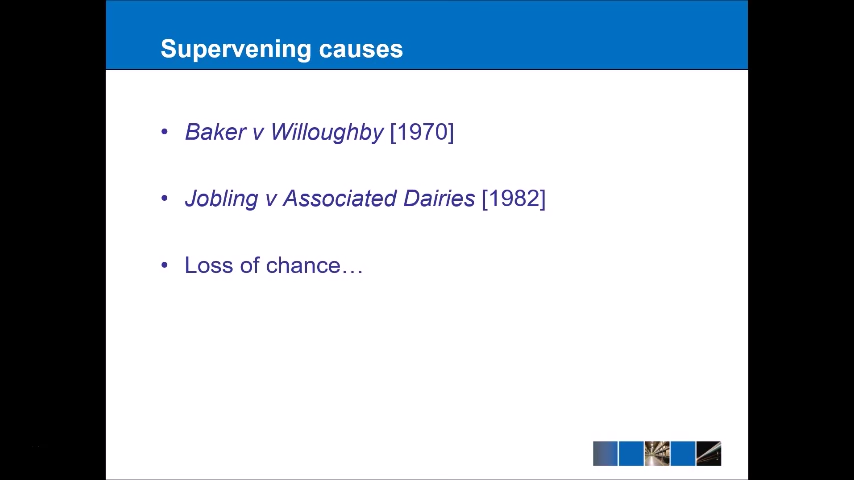 Supervening causes
• Baker v Willoughby [1970]
• Jobling v Associated Dairies [1982]
• Loss of chance…